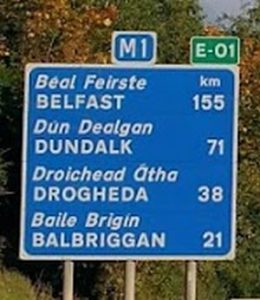 M1 E-01
Béal Feirste km
BELFAST 155
Dún Dealgan
DUNDALK 71
Droichead Átha
DROGHEDA 38
Baile Brigín
BALBRIGGAN 21